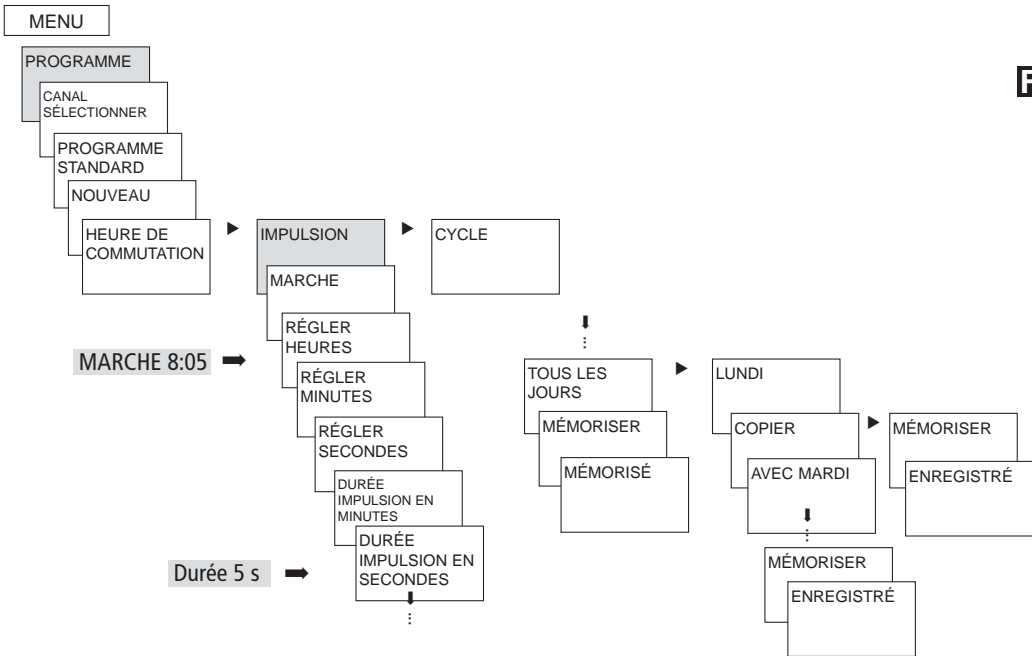 MENU
PROGRAMME
CANAL
SÉLECTIONNER
PROGRAMME
STANDARD
NOUVEAU
HEURE DE
COMMUTATION
IMPULSION
CYCLE
MARCHE
RÉGLER
HEURES
MARCHE 8:05
RÉGLER
MINUTES
RÉGLER
SECONDES
DURÉE
IMPULSION EN
MINUTES
DURÉE
IMPULSION EN
SECONDES
Durée 5 s
TOUS LES
JOURS
MÉMORISER
MÉMORISÉ
LUNDI
COPIER
AVEC MARDI
MÉMORISER
ENREGISTRÉ
MÉMORISER
ENREGISTRÉ